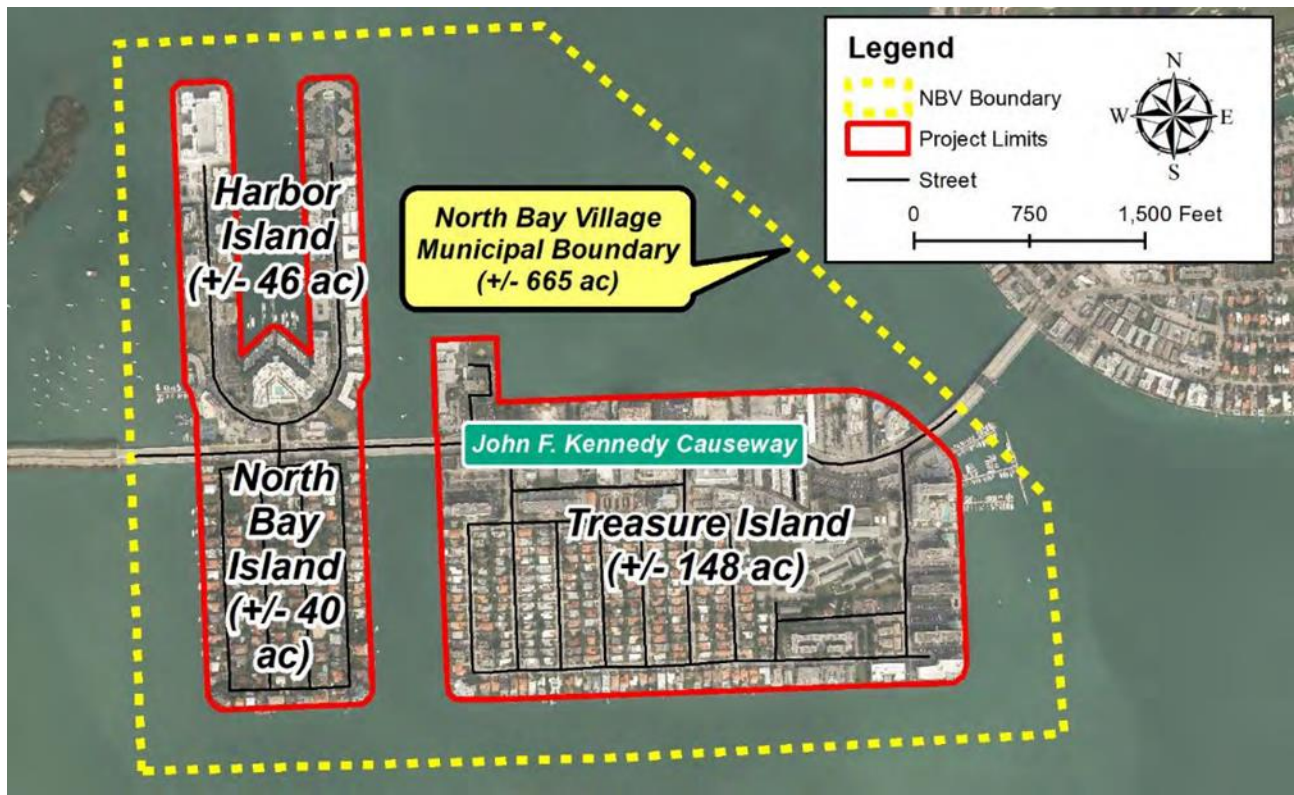 Legend
NBV Boundary
Project Limits
Street
0 750 1,500 Feet
N
W E
S
Harbor
Island
(+/- 46 ac)
North Bay Village
Municipal Boundary
(+/- 665 ac)
John F. Kennedy Causeway
North
Bay
Island
(+/- 40
ac)
Treasure Island
(+/- 148 ac)